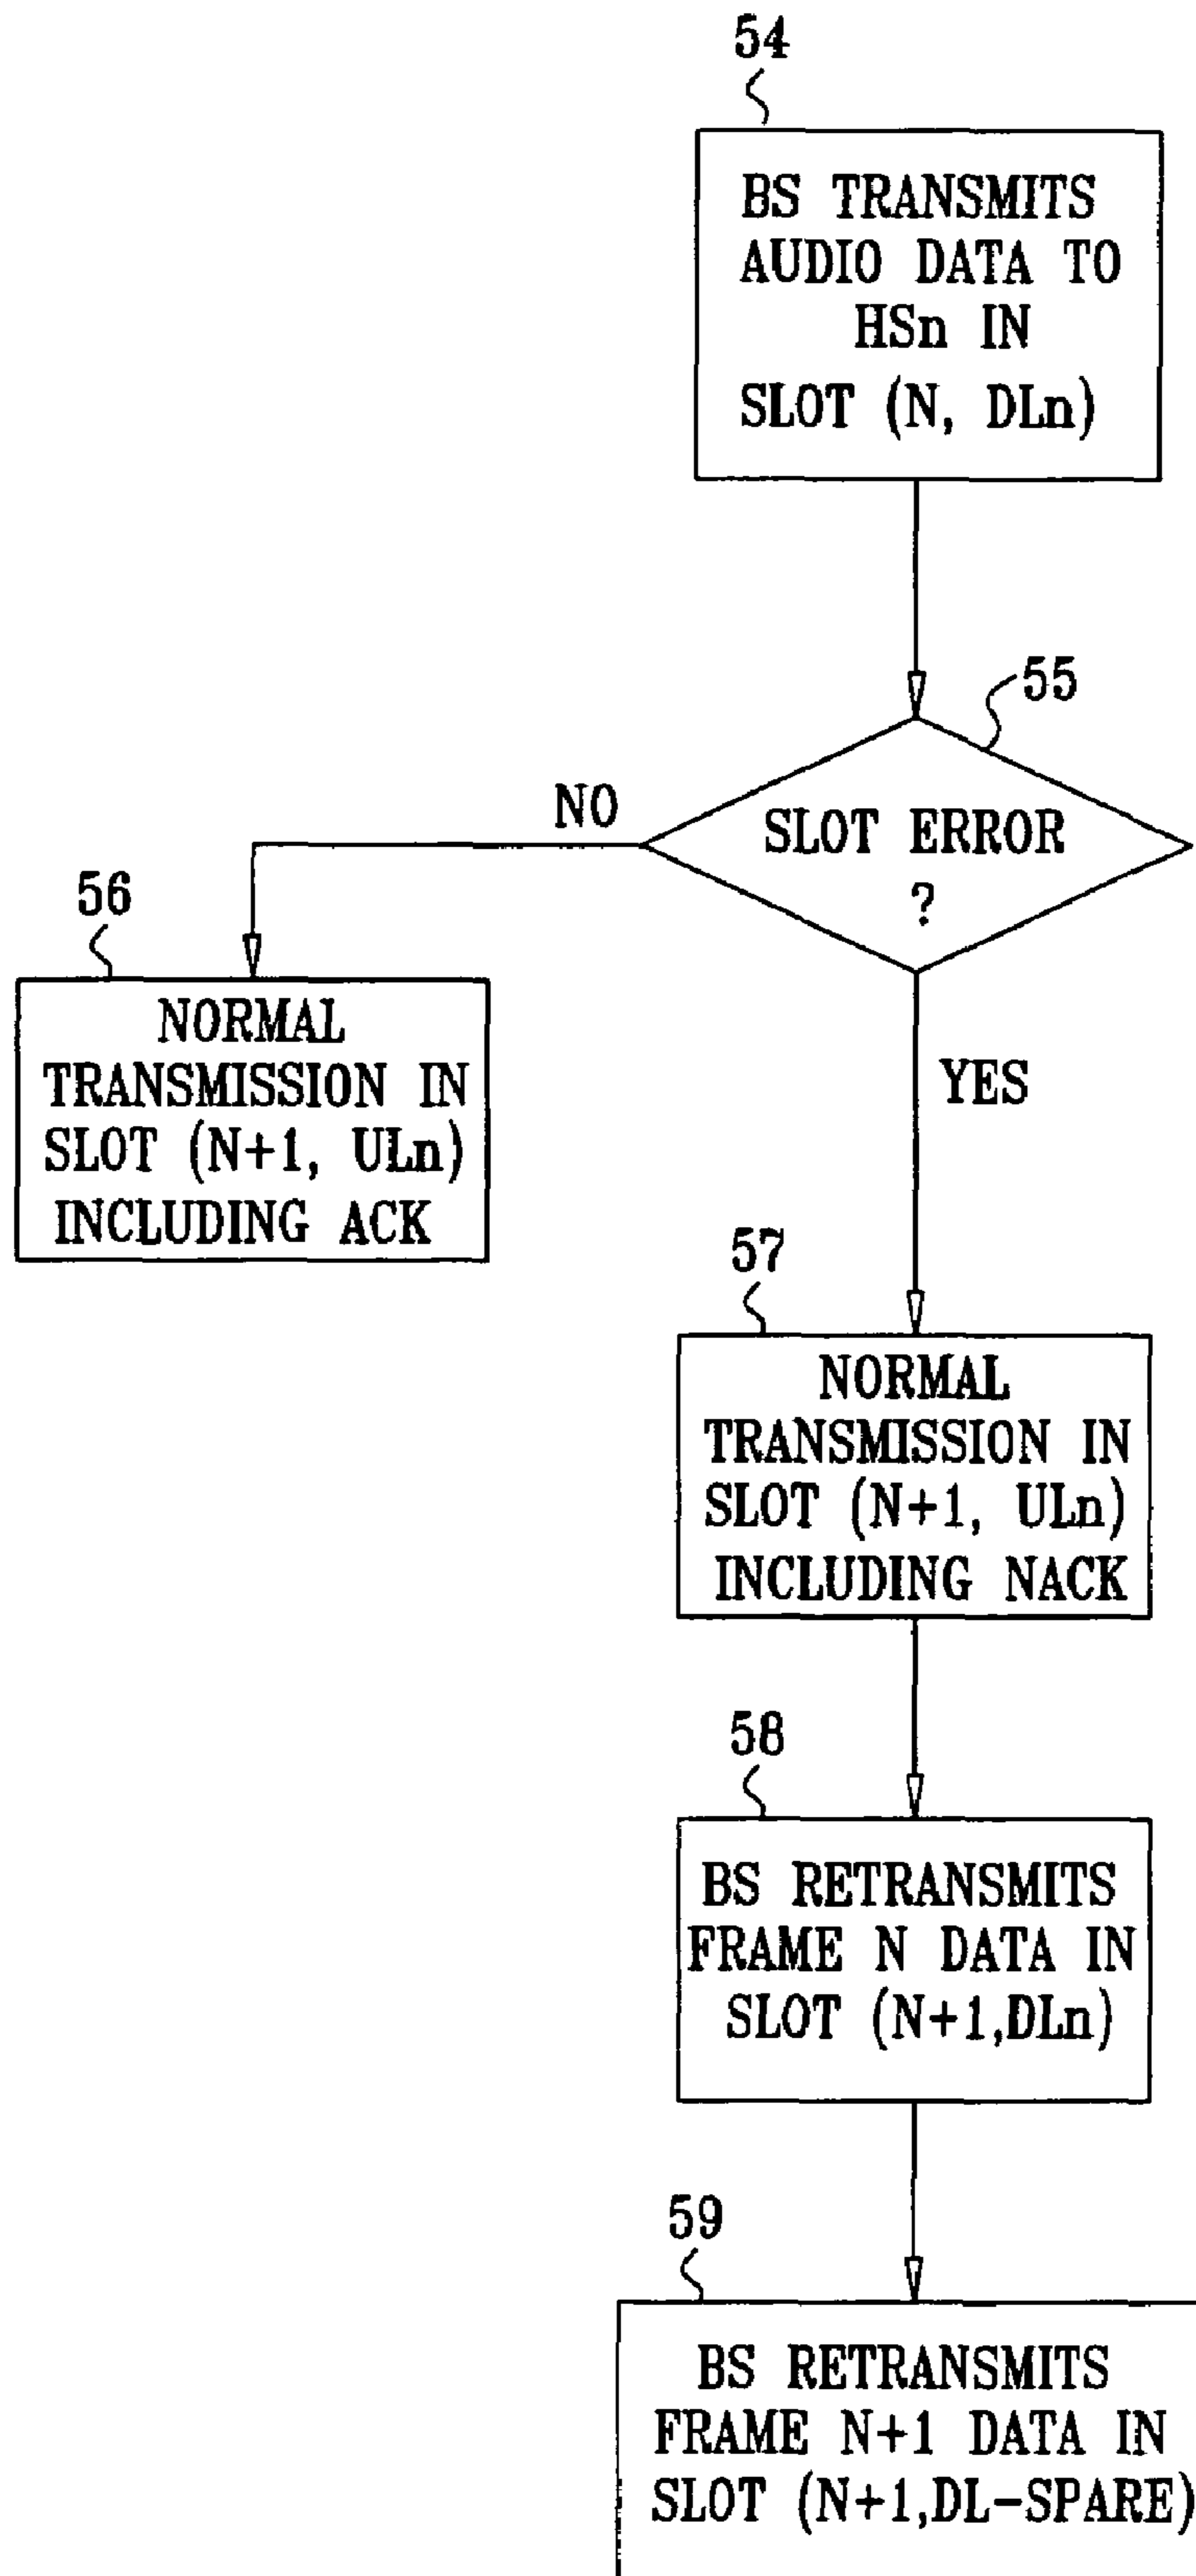 54
BS TRANSMITS
AUDIO DATA TO
HSn IN
SLOT (N, DLn)
55
SLOT ERROR
?
NO
56
NORMAL
TRANSMISSION IN
SLOT (N+1, ULn)
INCLUDING ACK
YES
57
NORMAL
TRANSMISSION IN
SLOT (N+1, ULn)
INCLUDING NACK
58
BS RETRANSMITS
FRAME N DATA IN
SLOT (N+1,DLn)
59
BS RETRANSMITS
FRAME N+1 DATA IN
SLOT (N+1,DL-SPARE)